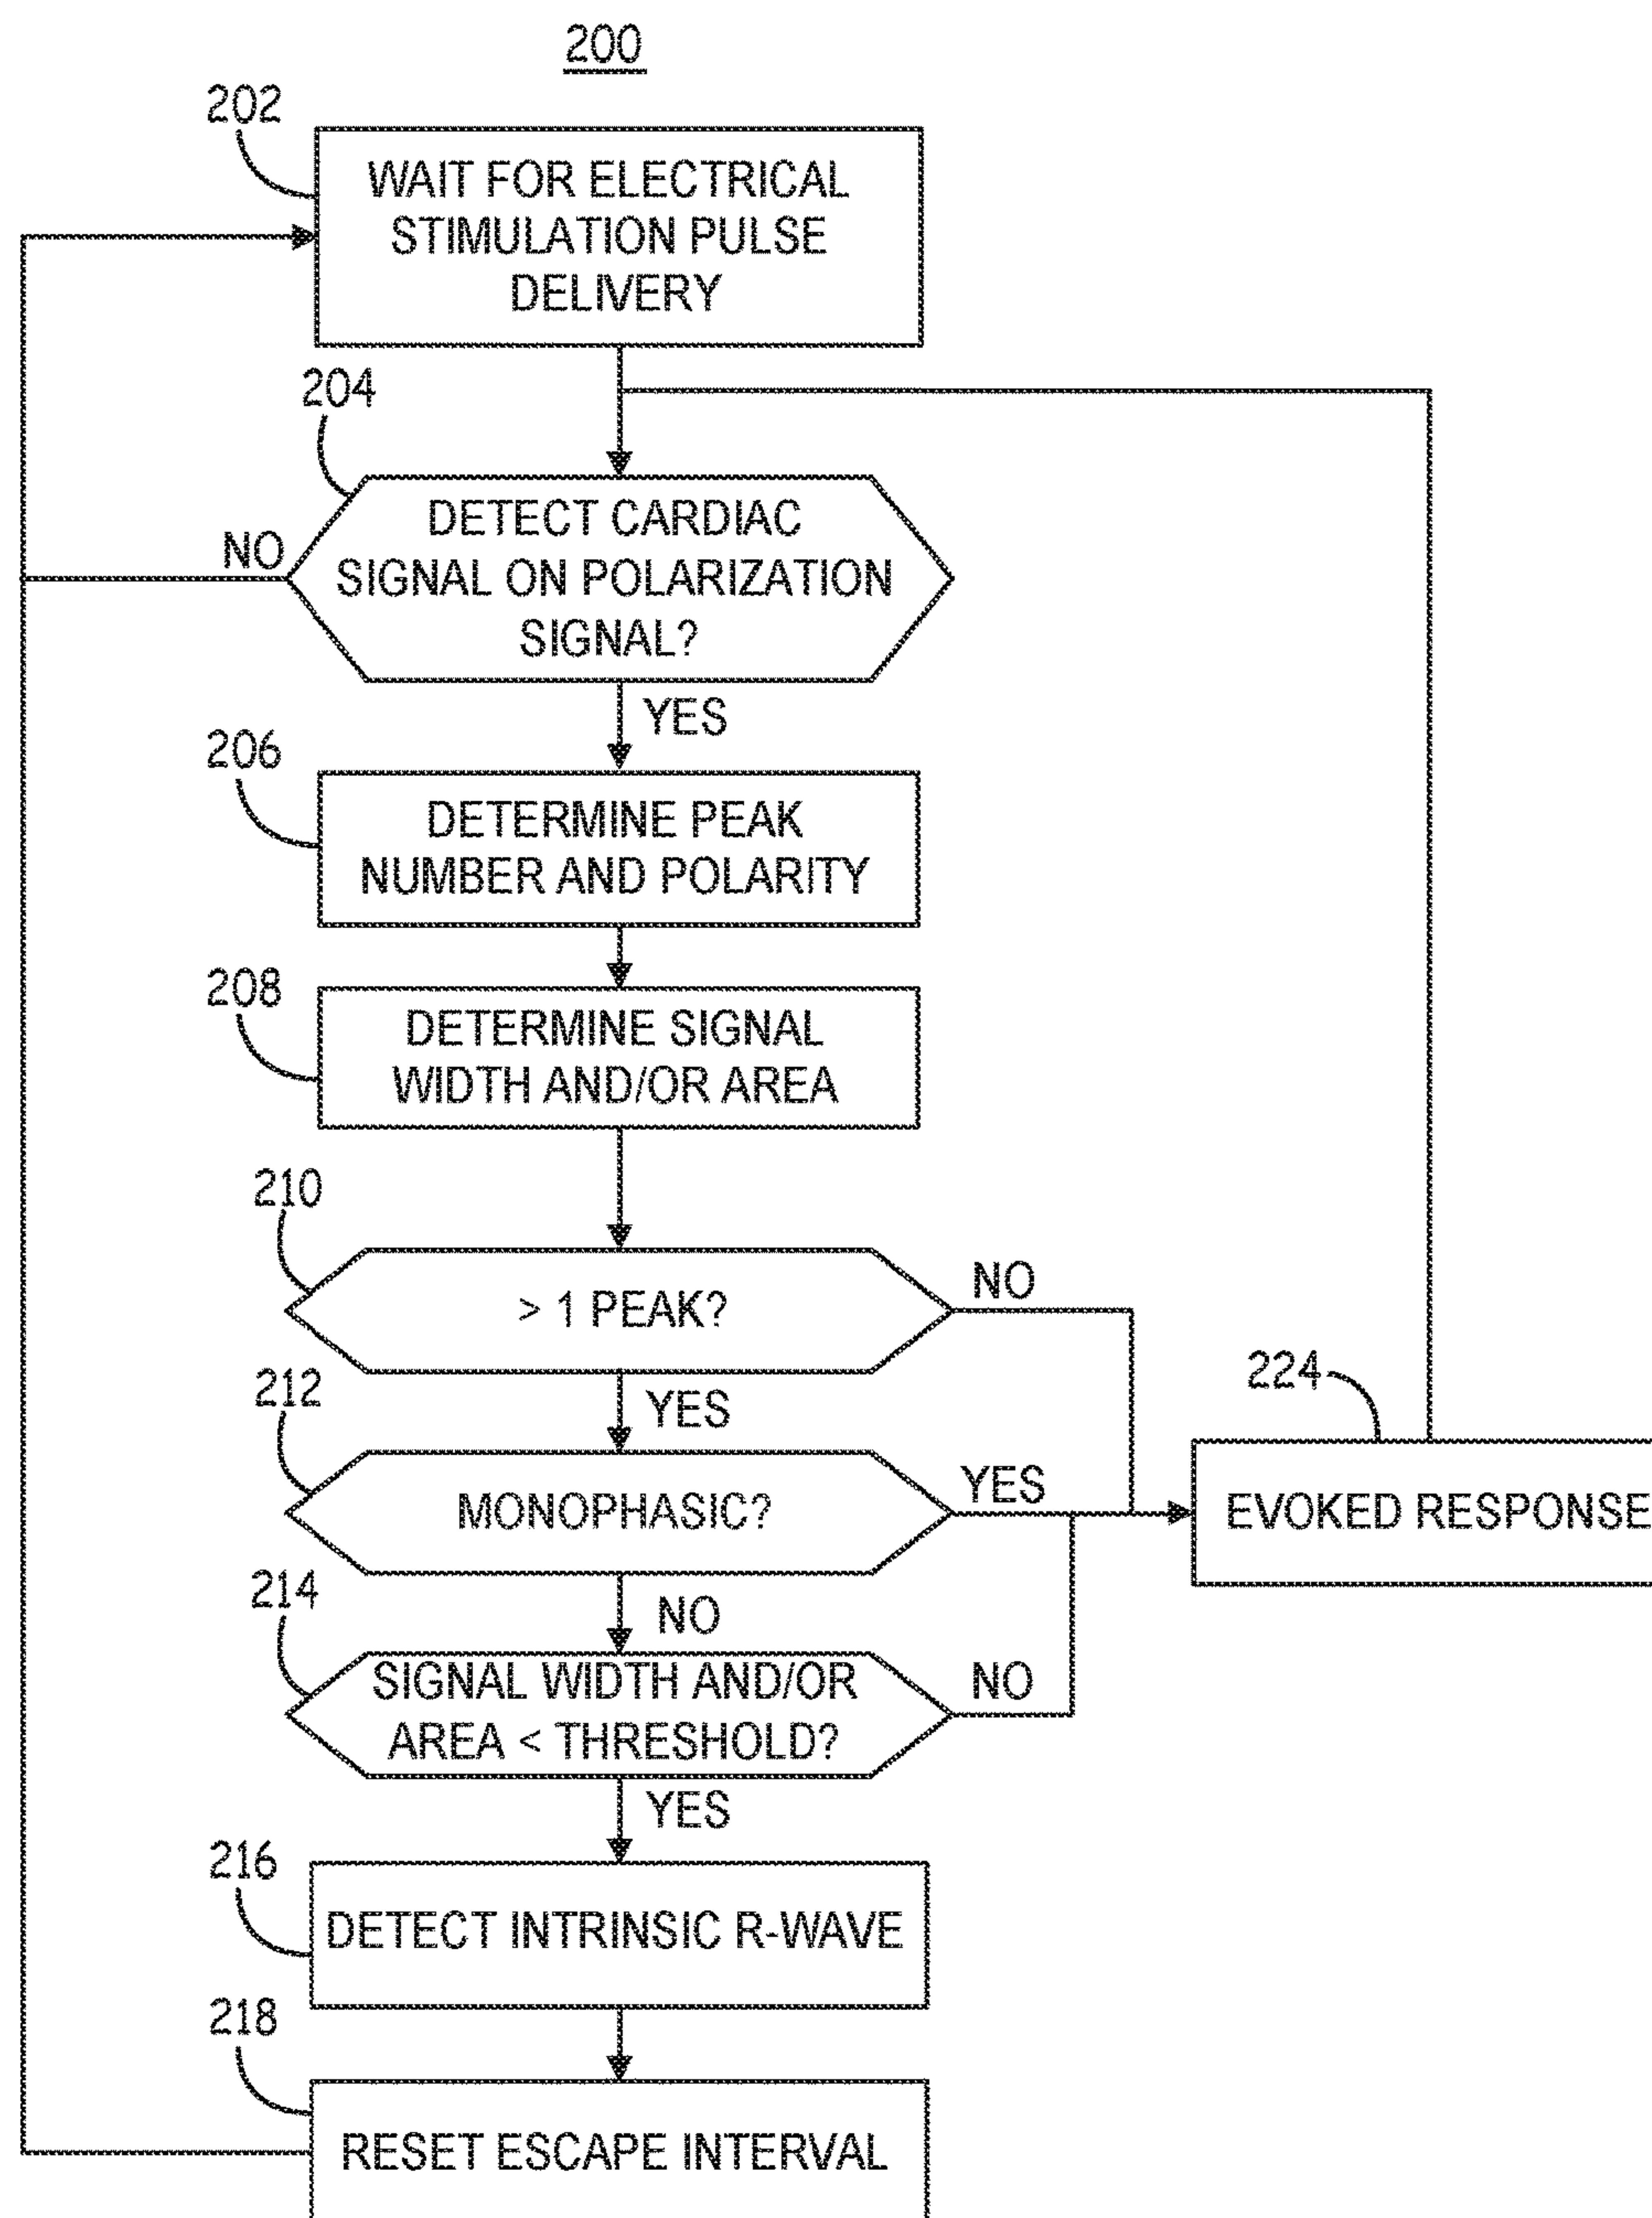 200
202
WAIT FOR ELECTRICAL
STIMULATION PULSE
DELIVERY
204
DETECT CARDIAC
SIGNAL ON POLARIZATION
SIGNAL?
NO
YES
206
DETERMINE PEAK
NUMBER AND POLARITY
208
DETERMINE SIGNAL
WIDTH AND/OR AREA
210
> 1 PEAK?
NO
YES
212
MONOPHASIC?
YES
224
EVOKED RESPONSE
NO
214
SIGNAL WIDTH AND/OR
AREA < THRESHOLD?
NO
YES
216
DETECT INTRINSIC R-WAVE
218
RESET ESCAPE INTERVAL